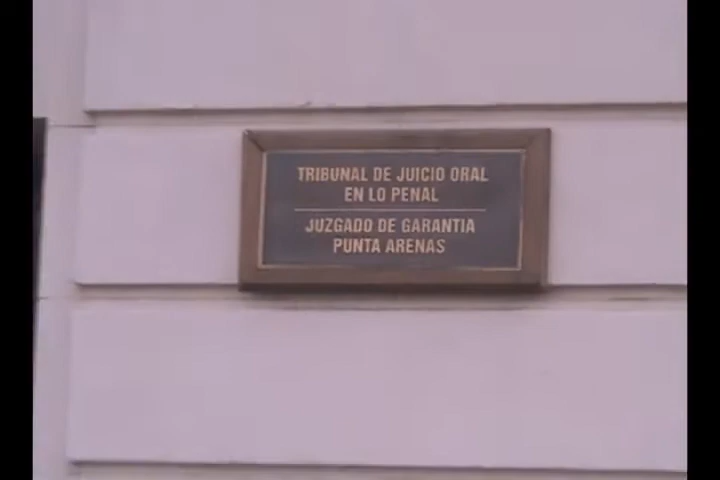 TRIBUNAL DE JUICIO ORAL
EN LO PENAL
JUZGADO DE GARANTIA
PUNTA ARENAS